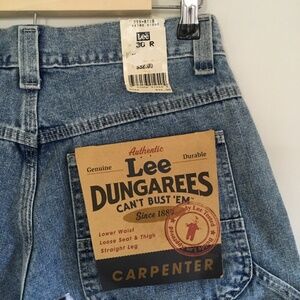 Lee
30 R
Authentic
Genuine
Lee
Durable
DUNGAREES
CAN'T BUST 'EM
Since 1889
Lower Waist
Loose Seat & Thigh
Straight Leg
CARPENTER